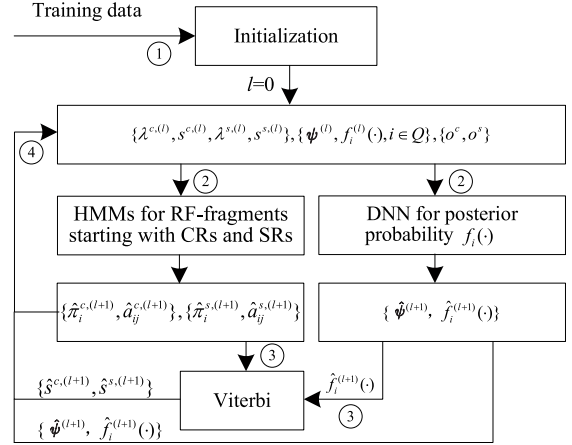 Training data
①
Initialization
l=0
{λ^{c,(l)}, s^{c,(l)}, λ^{s,(l)}, s^{s,(l)}}, {ψ^{(l)}, f_i^{(l)}(·), i∈Q}, {o^c, o^s}
④
② ②
HMMs for RF-fragments
starting with CRs and SRs
DNN for posterior
probability f_i(·)
{π̂_i^{c,(l+1)}, â_{ij}^{c,(l+1)}}, {π̂_i^{s,(l+1)}, â_{ij}^{s,(l+1)}}
{ψ̂^{(l+1)}, f̂_i^{(l+1)}(·)}
③
{ŝ^{c,(l+1)}, ŝ^{s,(l+1)}}
Viterbi
f̂_i^{(l+1)}(·)
③
{ψ̂^{(l+1)}, f̂_i^{(l+1)}(·)}